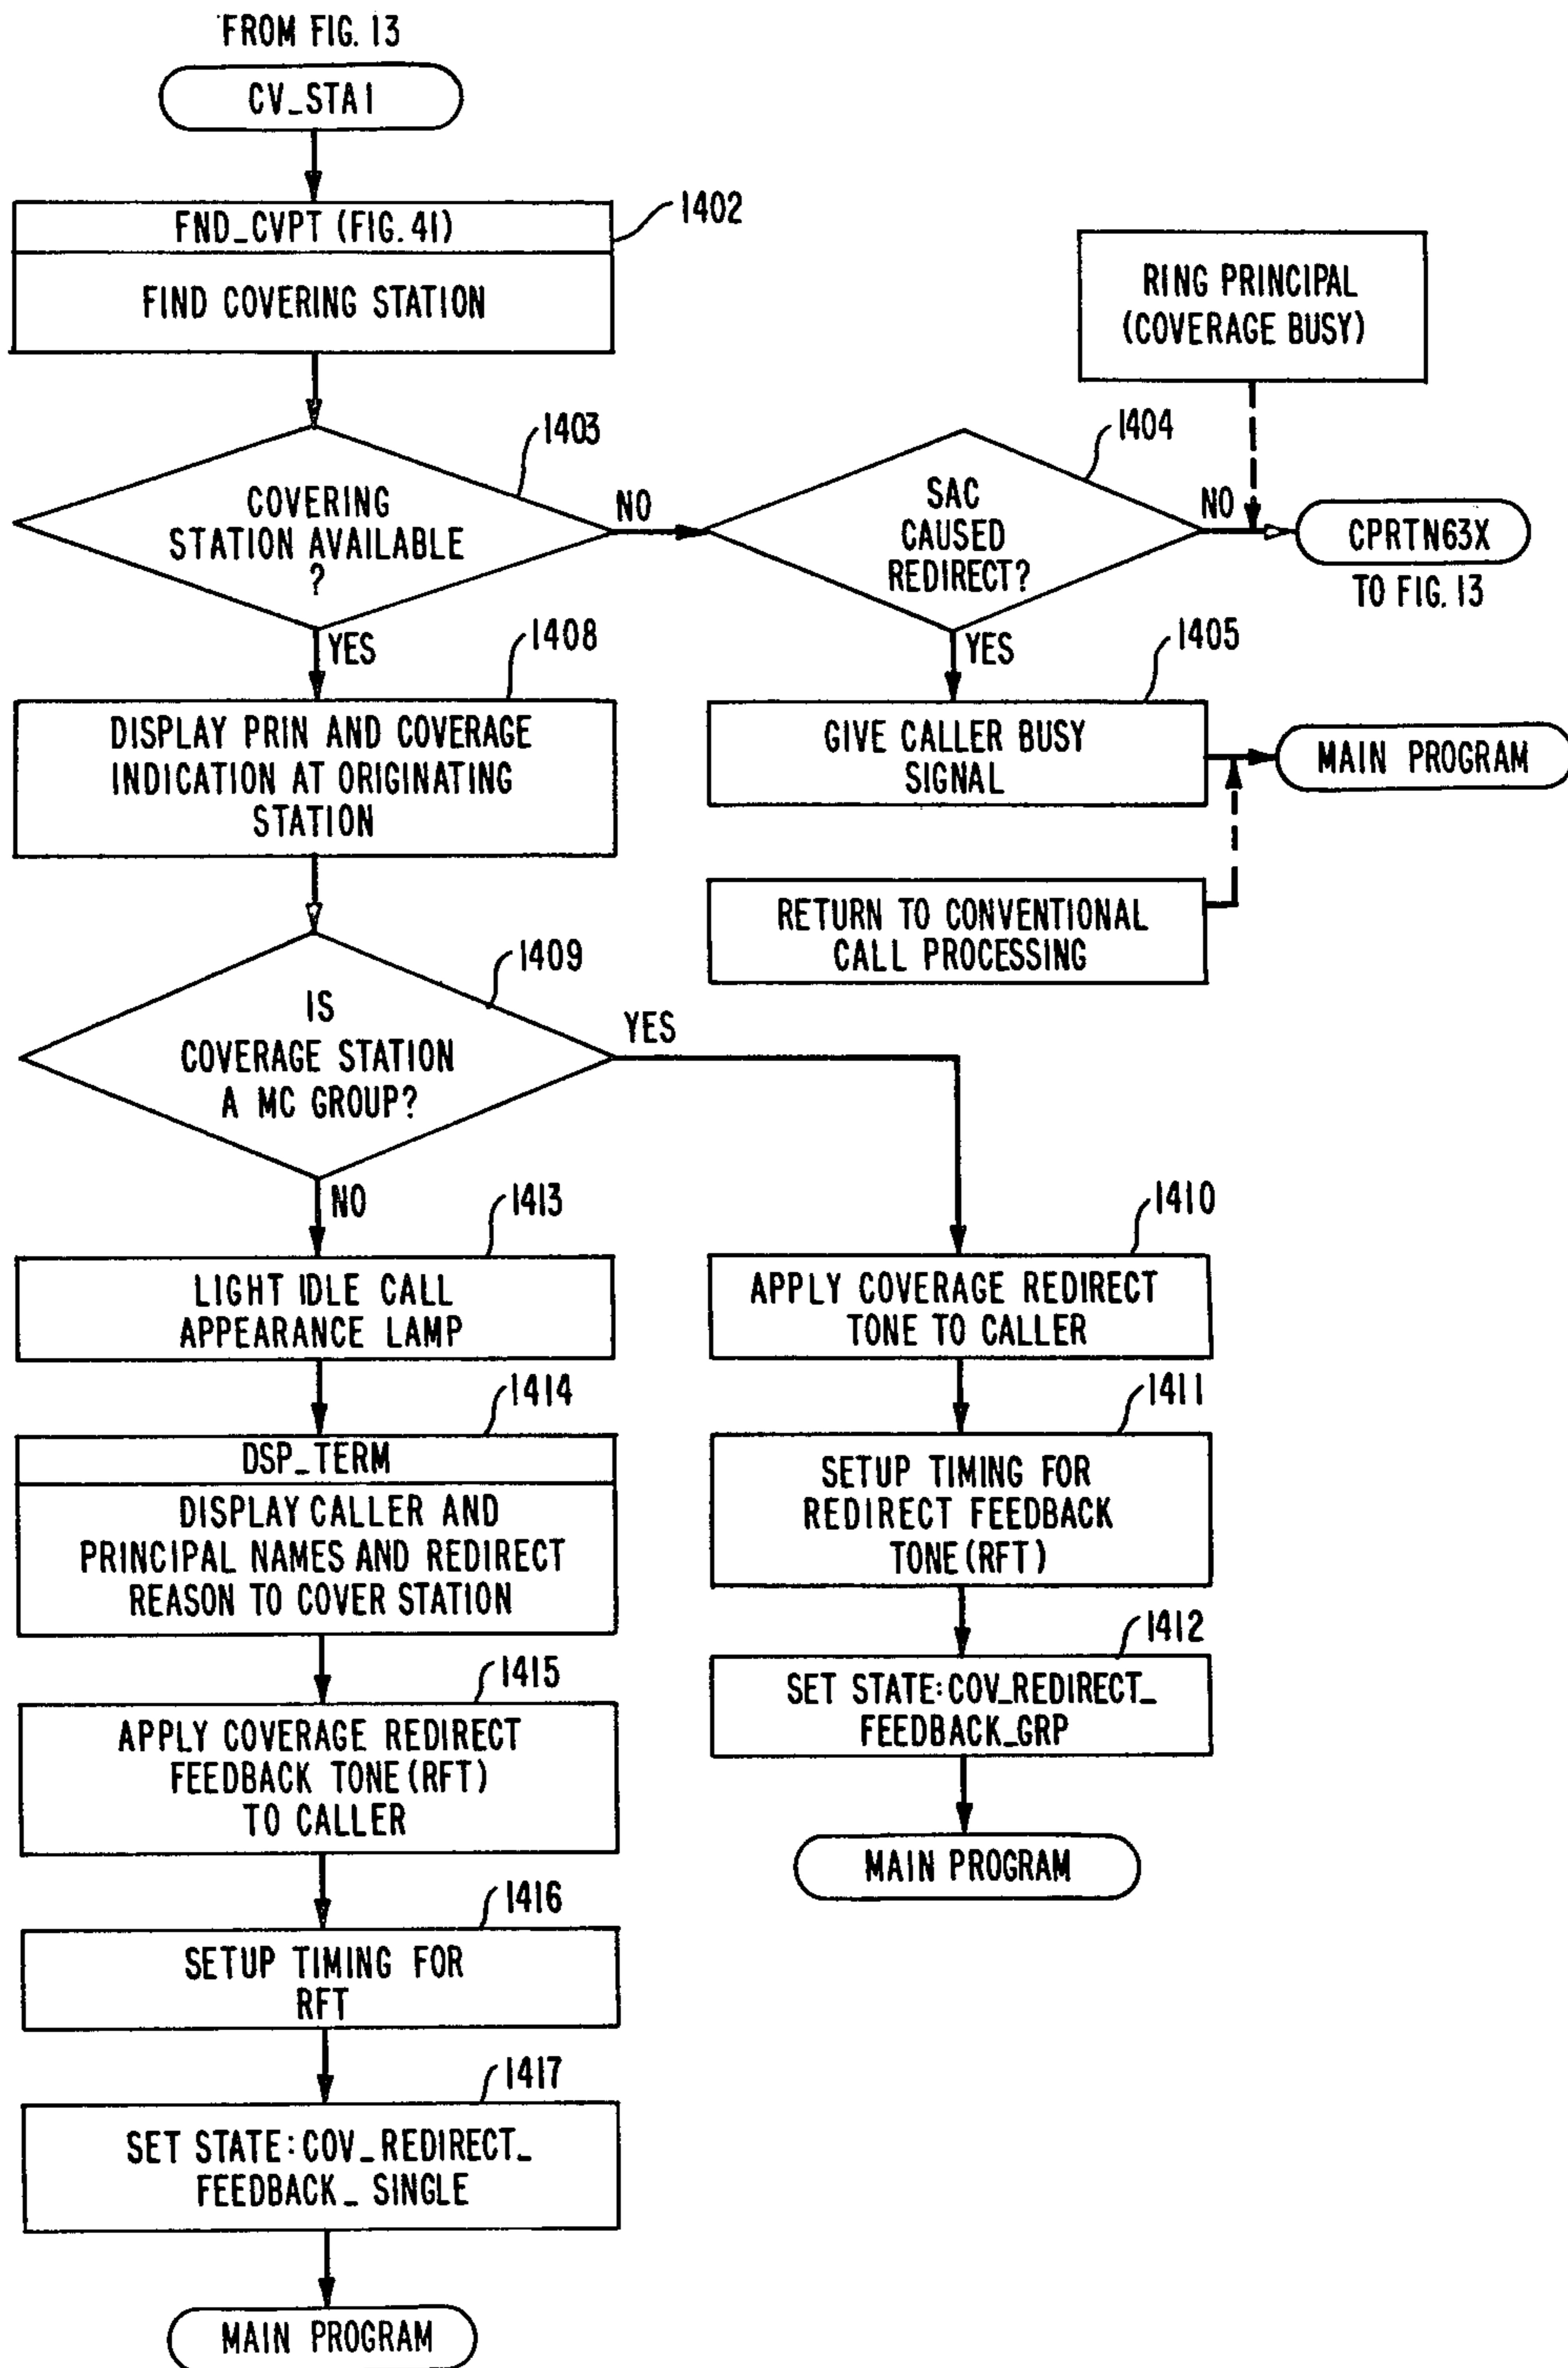 FROM FIG. 13
CV_STA1
FND_CVPT (FIG. 41)
1402
FIND COVERING STATION
RING PRINCIPAL
(COVERAGE BUSY)
1403
COVERING
STATION AVAILABLE
?
NO
1404
SAC
CAUSED
REDIRECT?
NO
CPRTN63X
TO FIG. 13
YES
1408
DISPLAY PRIN AND COVERAGE
INDICATION AT ORIGINATING
STATION
YES
1405
GIVE CALLER BUSY
SIGNAL
MAIN PROGRAM
RETURN TO CONVENTIONAL
CALL PROCESSING
1409
IS
COVERAGE STATION
A MC GROUP?
YES
NO
1413
LIGHT IDLE CALL
APPEARANCE LAMP
1410
APPLY COVERAGE REDIRECT
TONE TO CALLER
1414
DSP_TERM
DISPLAY CALLER AND
PRINCIPAL NAMES AND REDIRECT
REASON TO COVER STATION
1411
SETUP TIMING FOR
REDIRECT FEEDBACK
TONE (RFT)
1415
APPLY COVERAGE REDIRECT
FEEDBACK TONE (RFT)
TO CALLER
1412
SET STATE:COV_REDIRECT_
FEEDBACK_GRP
MAIN PROGRAM
1416
SETUP TIMING FOR
RFT
1417
SET STATE:COV_REDIRECT_
FEEDBACK_SINGLE
MAIN PROGRAM